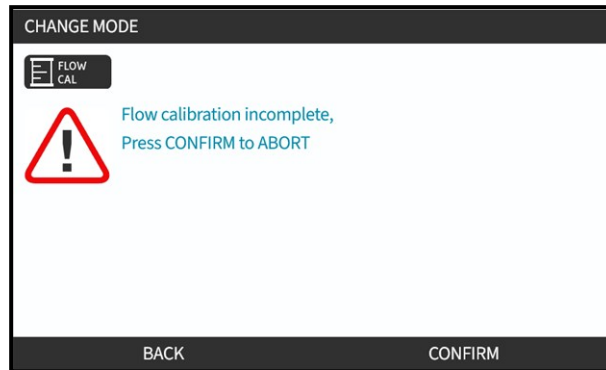 CHANGE MODE
FLOW
CAL
Flow calibration incomplete,
Press CONFIRM to ABORT
!
BACK CONFIRM